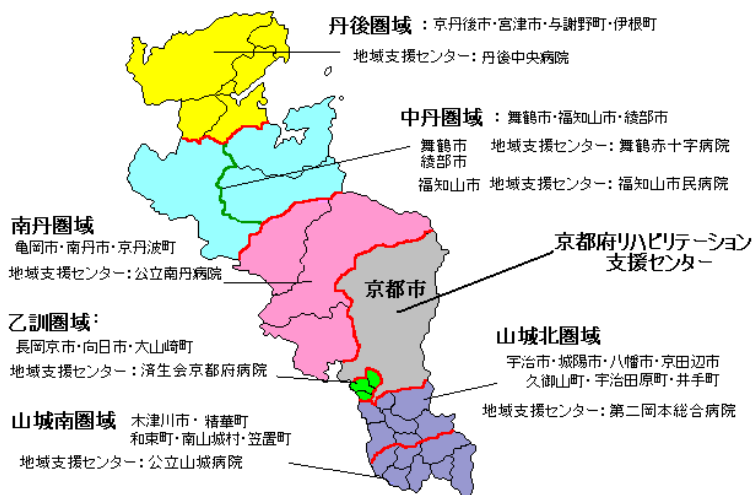 丹後圏域：京丹後市・宮津市・与謝野町・伊根町
地域支援センター：丹後中央病院
中丹圏域：舞鶴市・福知山市・綾部市
舞鶴市 地域支援センター：舞鶴赤十字病院
綾部市
福知山市 地域支援センター：福知山市民病院
南丹圏域
亀岡市・南丹市・京丹波町
地域支援センター：公立南丹病院
京都府リハビリテーション
支援センター
京都市
乙訓圏域：
長岡京市・向日市・大山崎町
地域支援センター：済生会京都府病院
山城北圏域
宇治市・城陽市・八幡市・京田辺市
久御山町・宇治田原町・井手町
地域支援センター：第二岡本総合病院
山城南圏域 木津川市・精華町
和束町・南山城村・笠置町
地域支援センター：公立山城病院